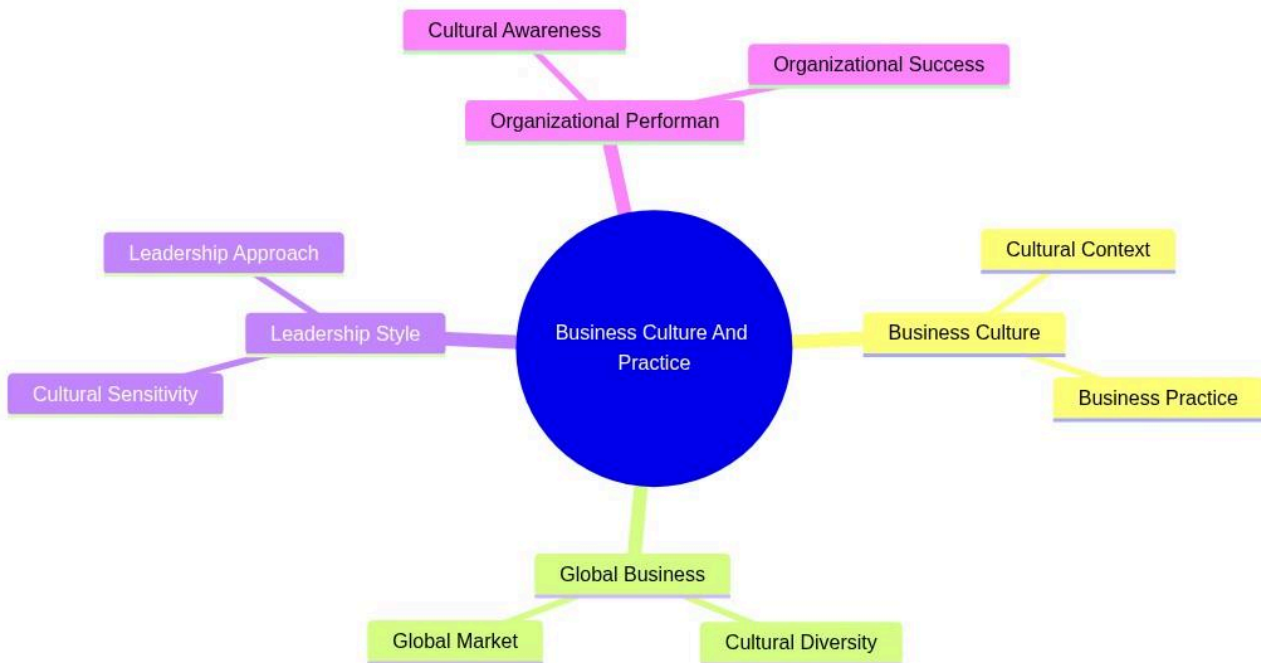 Cultural Awareness
Organizational Success
Organizational Performan
Leadership Approach
Cultural Context
Leadership Style
Business Culture And
Practice
Business Culture
Cultural Sensitivity
Business Practice
Global Business
Global Market
Cultural Diversity